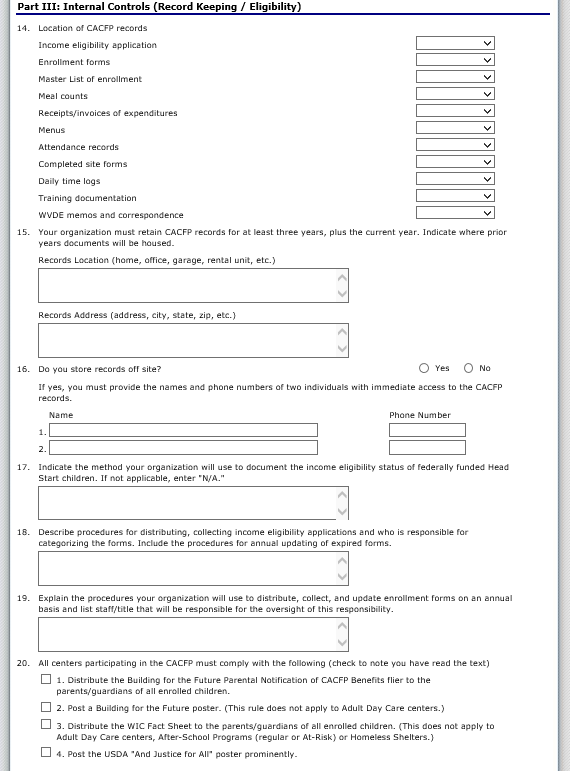 Part III: Internal Controls (Record Keeping / Eligibility)
14. Location of CACFP records
Income eligibility application
Enrollment forms
Master List of enrollment
Meal counts
Receipts/invoices of expenditures
Menus
Attendance records
Completed site forms
Daily time logs
Training documentation
WVDE memos and correspondence
15. Your organization must retain CACFP records for at least three years, plus the current year. Indicate where prior
years documents will be housed.
Records Location (home, office, garage, rental unit, etc.)
Records Address (address, city, state, zip, etc.)
16. Do you store records off site? Yes No
If yes, you must provide the names and phone numbers of two individuals with immediate access to the CACFP
records.
Name Phone Number
1.
2.
17. Indicate the method your organization will use to document the income eligibility status of federally funded Head
Start children. If not applicable, enter "N/A."
18. Describe procedures for distributing, collecting income eligibility applications and who is responsible for
categorizing the forms. Include the procedures for annual updating of expired forms.
19. Explain the procedures your organization will use to distribute, collect, and update enrollment forms on an annual
basis and list staff/title that will be responsible for the oversight of this responsibility.
20. All centers participating in the CACFP must comply with the following (check to note you have read the text)
1. Distribute the Building for the Future Parental Notification of CACFP Benefits flier to the
parents/guardians of all enrolled children.
2. Post a Building for the Future poster. (This rule does not apply to Adult Day Care centers.)
3. Distribute the WIC Fact Sheet to the parents/guardians of all enrolled children. (This does not apply to
Adult Day Care centers, After-School Programs (regular or At-Risk) or Homeless Shelters.)
4. Post the USDA "And Justice for All" poster prominently.